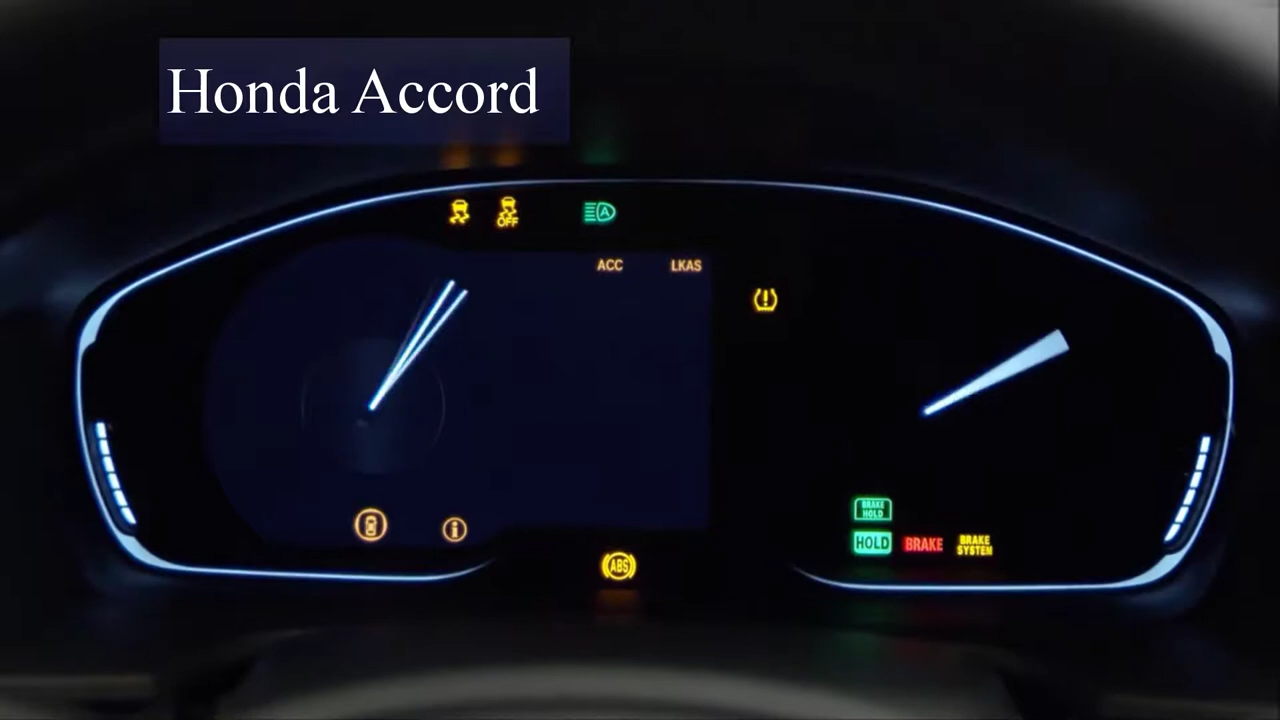 Honda Accord
OFF
A
ACC
LKAS
!
BRAKE
HOLD
HOLD
BRAKE
BRAKE
SYSTEM
i
ABS